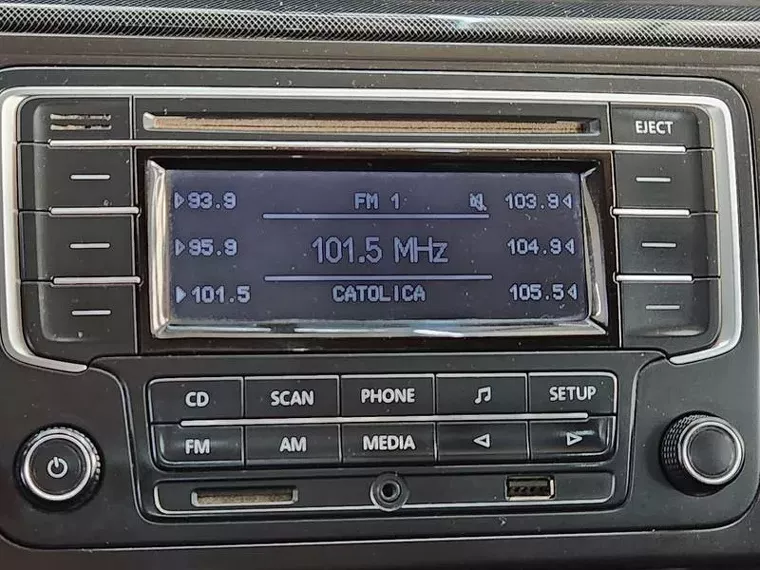 EJECT
93.9 FM 1 103.9
95.9 101.5 MHz 104.9
101.5 CATOLICA 105.5
CD SCAN PHONE SETUP
FM AM MEDIA